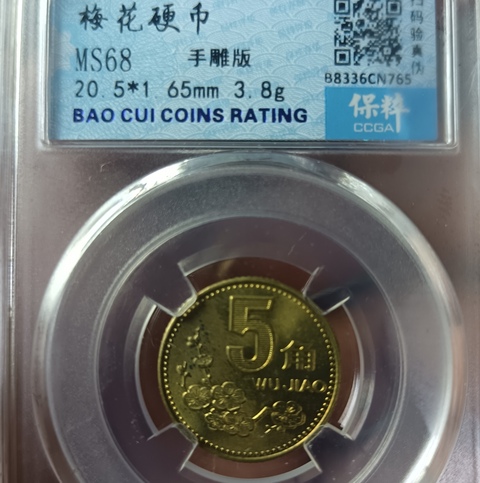 梅花硬币
MS68 手雕版
20.5*1.65mm 3.8g
BAO CUI COINS RATING
扫码验真伪
B8336CN765
保粹
CCGA
5角
WU JIAO